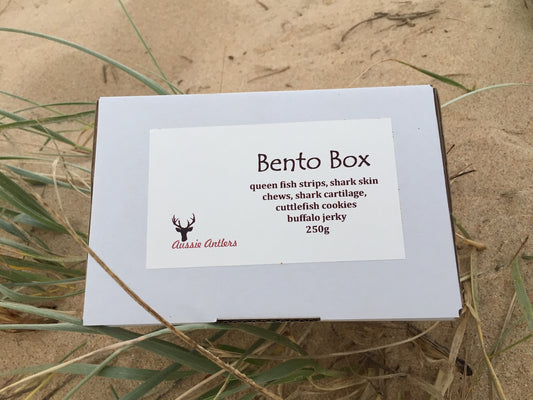 Bento Box
queen fish strips, shark skin
chews, shark cartilage,
cuttlefish cookies
buffalo jerky
250g
Aussie Antlers